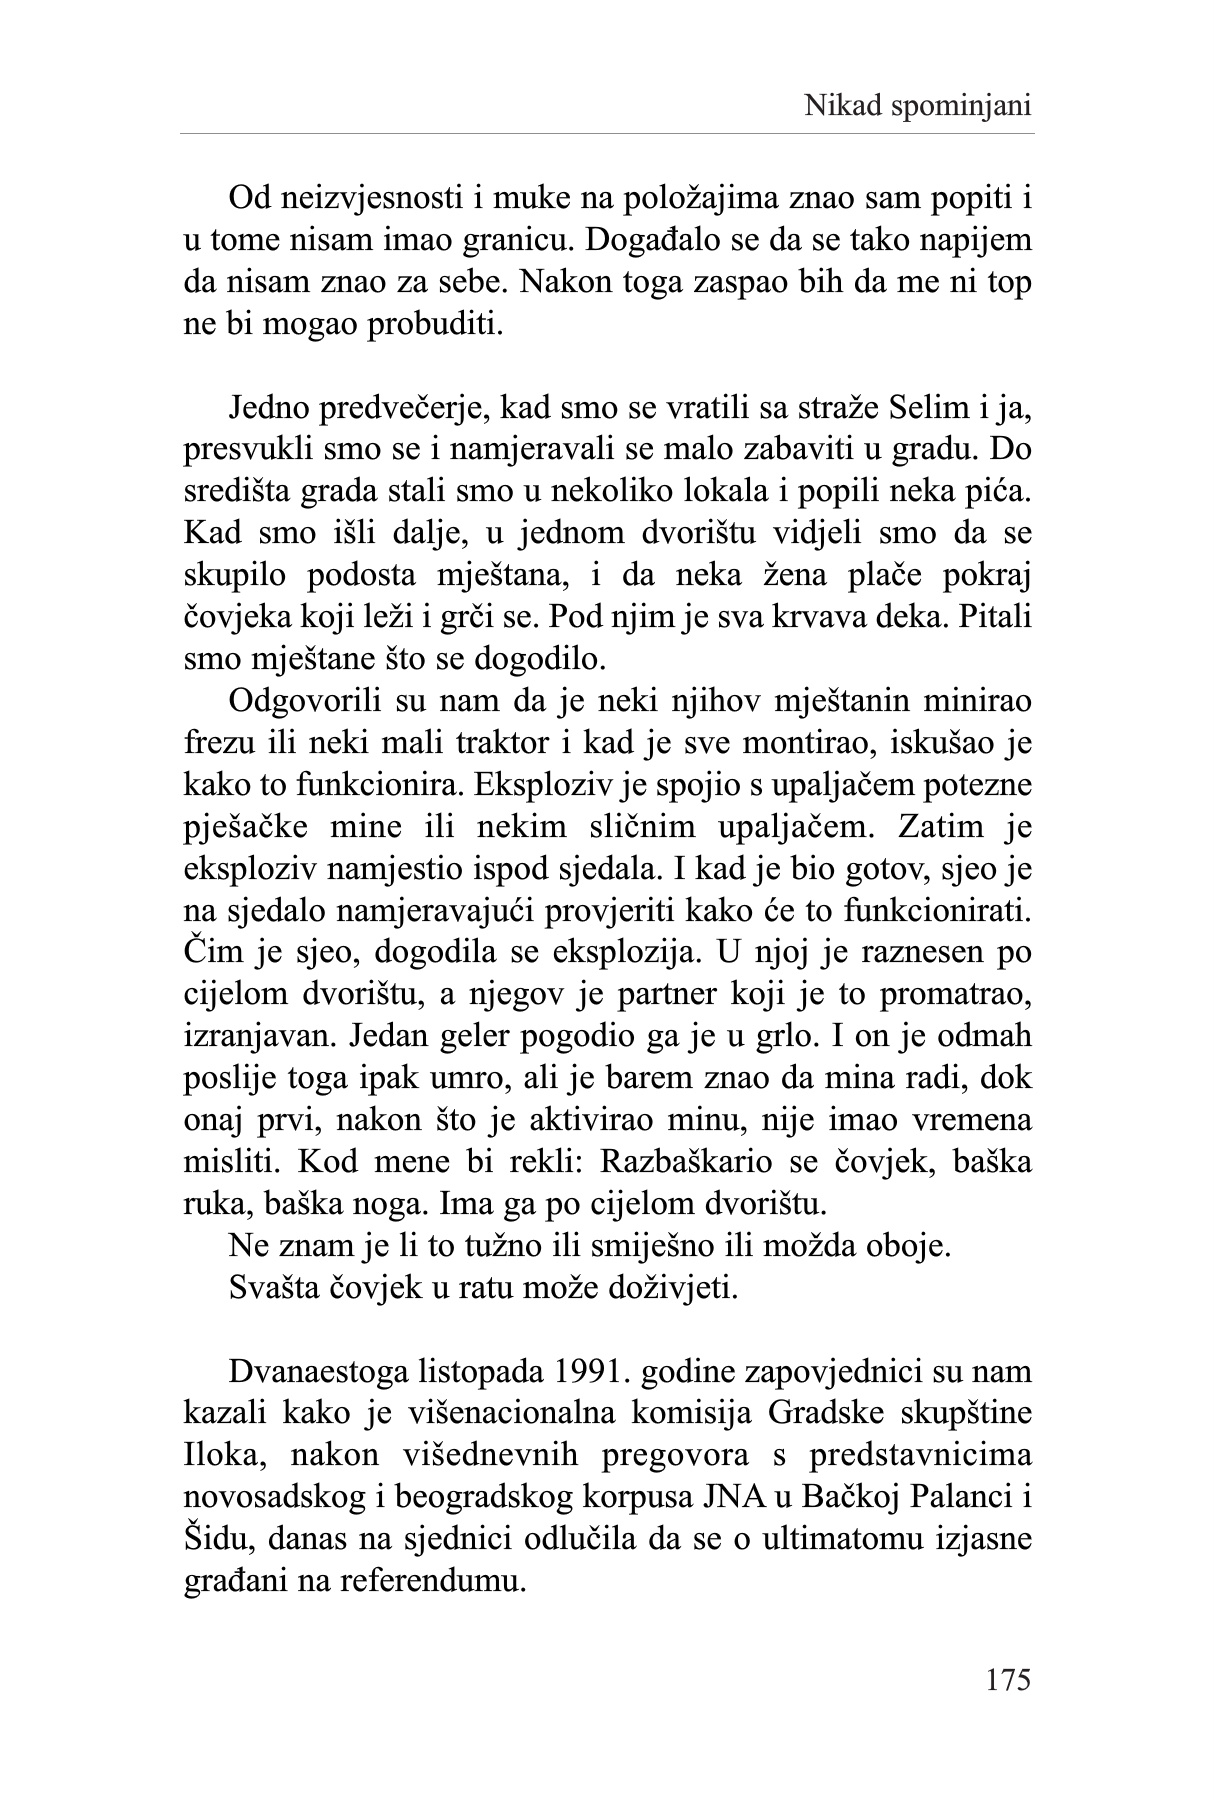 Nikad spominjani
Od neizvjesnosti i muke na položajima znao sam popiti i
u tome nisam imao granicu. Događalo se da se tako napijem
da nisam znao za sebe. Nakon toga zaspao bih da me ni top
ne bi mogao probuditi.
Jedno predvečerje, kad smo se vratili sa straže Selim i ja,
presvukli smo se i namjeravali se malo zabaviti u gradu. Do
središta grada stali smo u nekoliko lokala i popili neka pića.
Kad smo išli dalje, u jednom dvorištu vidjeli smo da se
skupilo podosta mještana, i da neka žena plače pokraj
čovjeka koji leži i grči se. Pod njim je sva krvava deka. Pitali
smo mještane što se dogodilo.
Odgovorili su nam da je neki njihov mještanin minirao
frezu ili neki mali traktor i kad je sve montirao, iskušao je
kako to funkcionira. Eksploziv je spojio s upaljačem potezne
pješačke mine ili nekim sličnim upaljačem. Zatim je
eksploziv namjestio ispod sjedala. I kad je bio gotov, sjeo je
na sjedalo namjeravajući provjeriti kako će to funkcionirati.
Čim je sjeo, dogodila se eksplozija. U njoj je raznesen po
cijelom dvorištu, a njegov je partner koji je to promatrao,
izranjavan. Jedan geler pogodio ga je u grlo. I on je odmah
poslije toga ipak umro, ali je barem znao da mina radi, dok
onaj prvi, nakon što je aktivirao minu, nije imao vremena
misliti. Kod mene bi rekli: Razbaškario se čovjek, baška
ruka, baška noga. Ima ga po cijelom dvorištu.
Ne znam je li to tužno ili smiješno ili možda oboje.
Svašta čovjek u ratu može doživjeti.
Dvanaestoga listopada 1991. godine zapovjednici su nam
kazali kako je višenacionalna komisija Gradske skupštine
Iloka, nakon višednevnih pregovora s predstavnicima
novosadskog i beogradskog korpusa JNA u Bačkoj Palanci i
Šidu, danas na sjednici odlučila da se o ultimatomu izjasne
građani na referendumu.
175